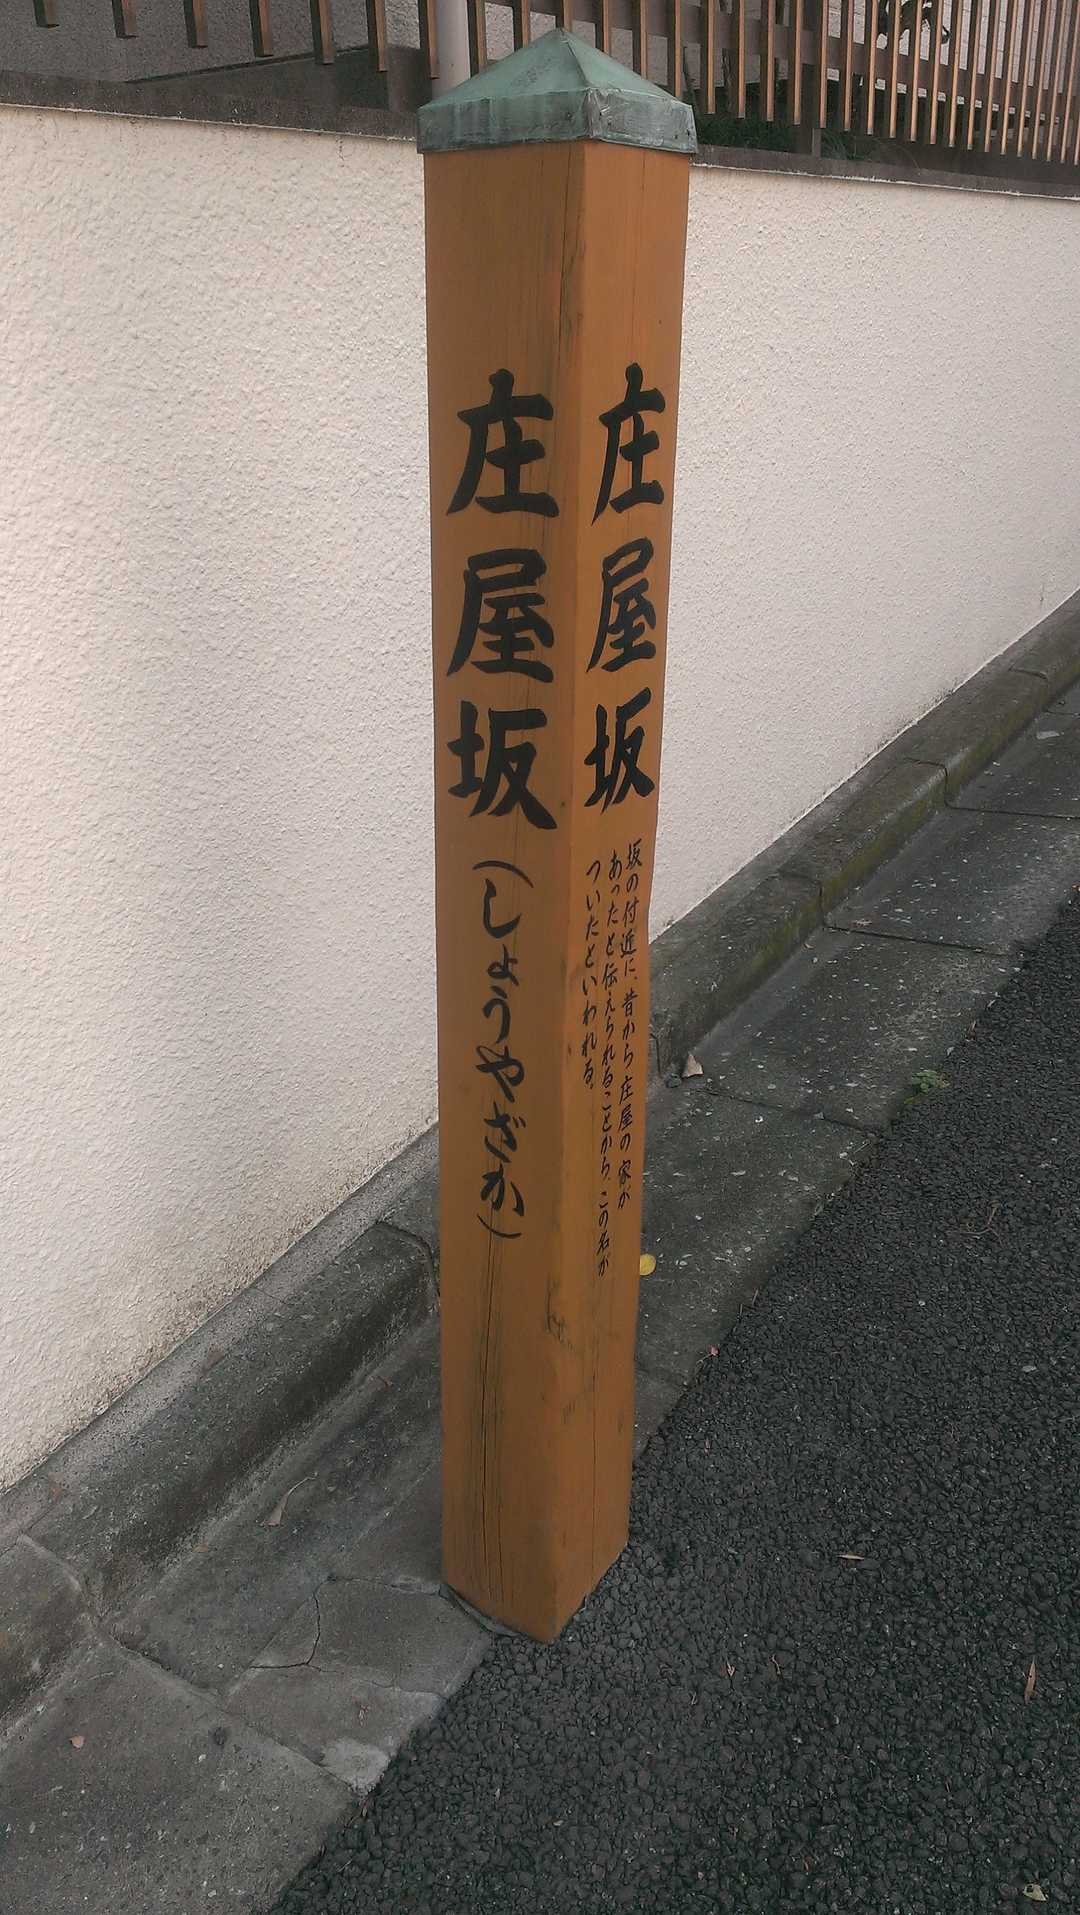 庄屋坂
(しょうやざか)
庄屋坂
坂の付近に、昔から庄屋の家が
あったと伝えられることから、この名が
ついたといわれる。